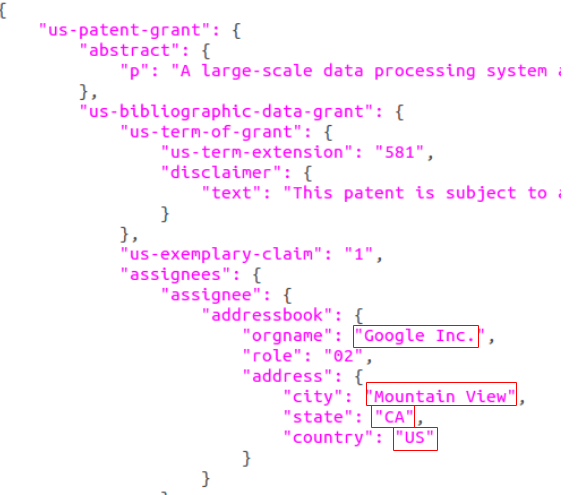 {
"us-patent-grant": {
"abstract": {
"p": "A large-scale data processing system a
},
"us-bibliographic-data-grant": {
"us-term-of-grant": {
"us-term-extension": "581",
"disclaimer": {
"text": "This patent is subject to a
}
},
"us-exemplary-claim": "1",
"assignees": {
"assignee": {
"addressbook": {
"orgname": "Google Inc.",
"role": "02",
"address": {
"city": "Mountain View",
"state": "CA",
"country": "US"
}
}
}